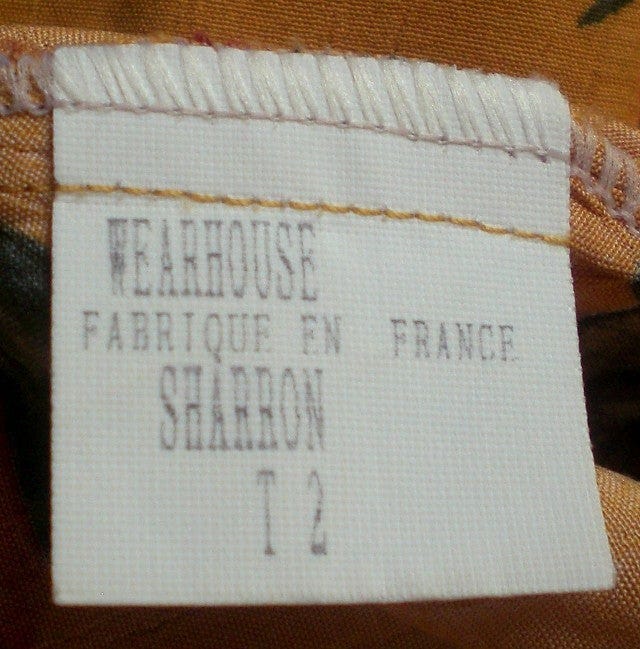 WEARHOUSE
FABRIQUE EN FRANCE
SHARRON
T 2